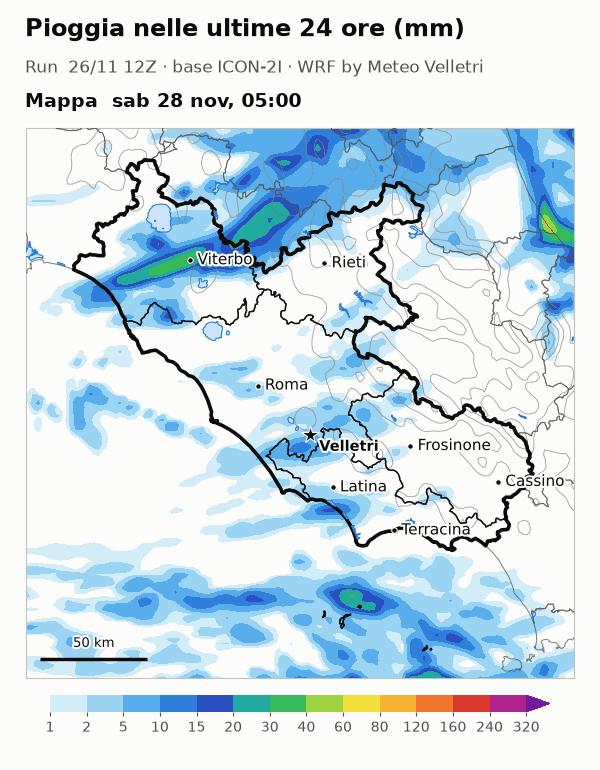 Pioggia nelle ultime 24 ore (mm)
Run 26/11 12Z · base ICON-2I · WRF by Meteo Velletri
Mappa sab 28 nov, 05:00
Viterbo
Rieti
Roma
Velletri
Frosinone
Latina
Cassino
Terracina
50 km
1 2 5 10 15 20 30 40 60 80 120 160 240 320